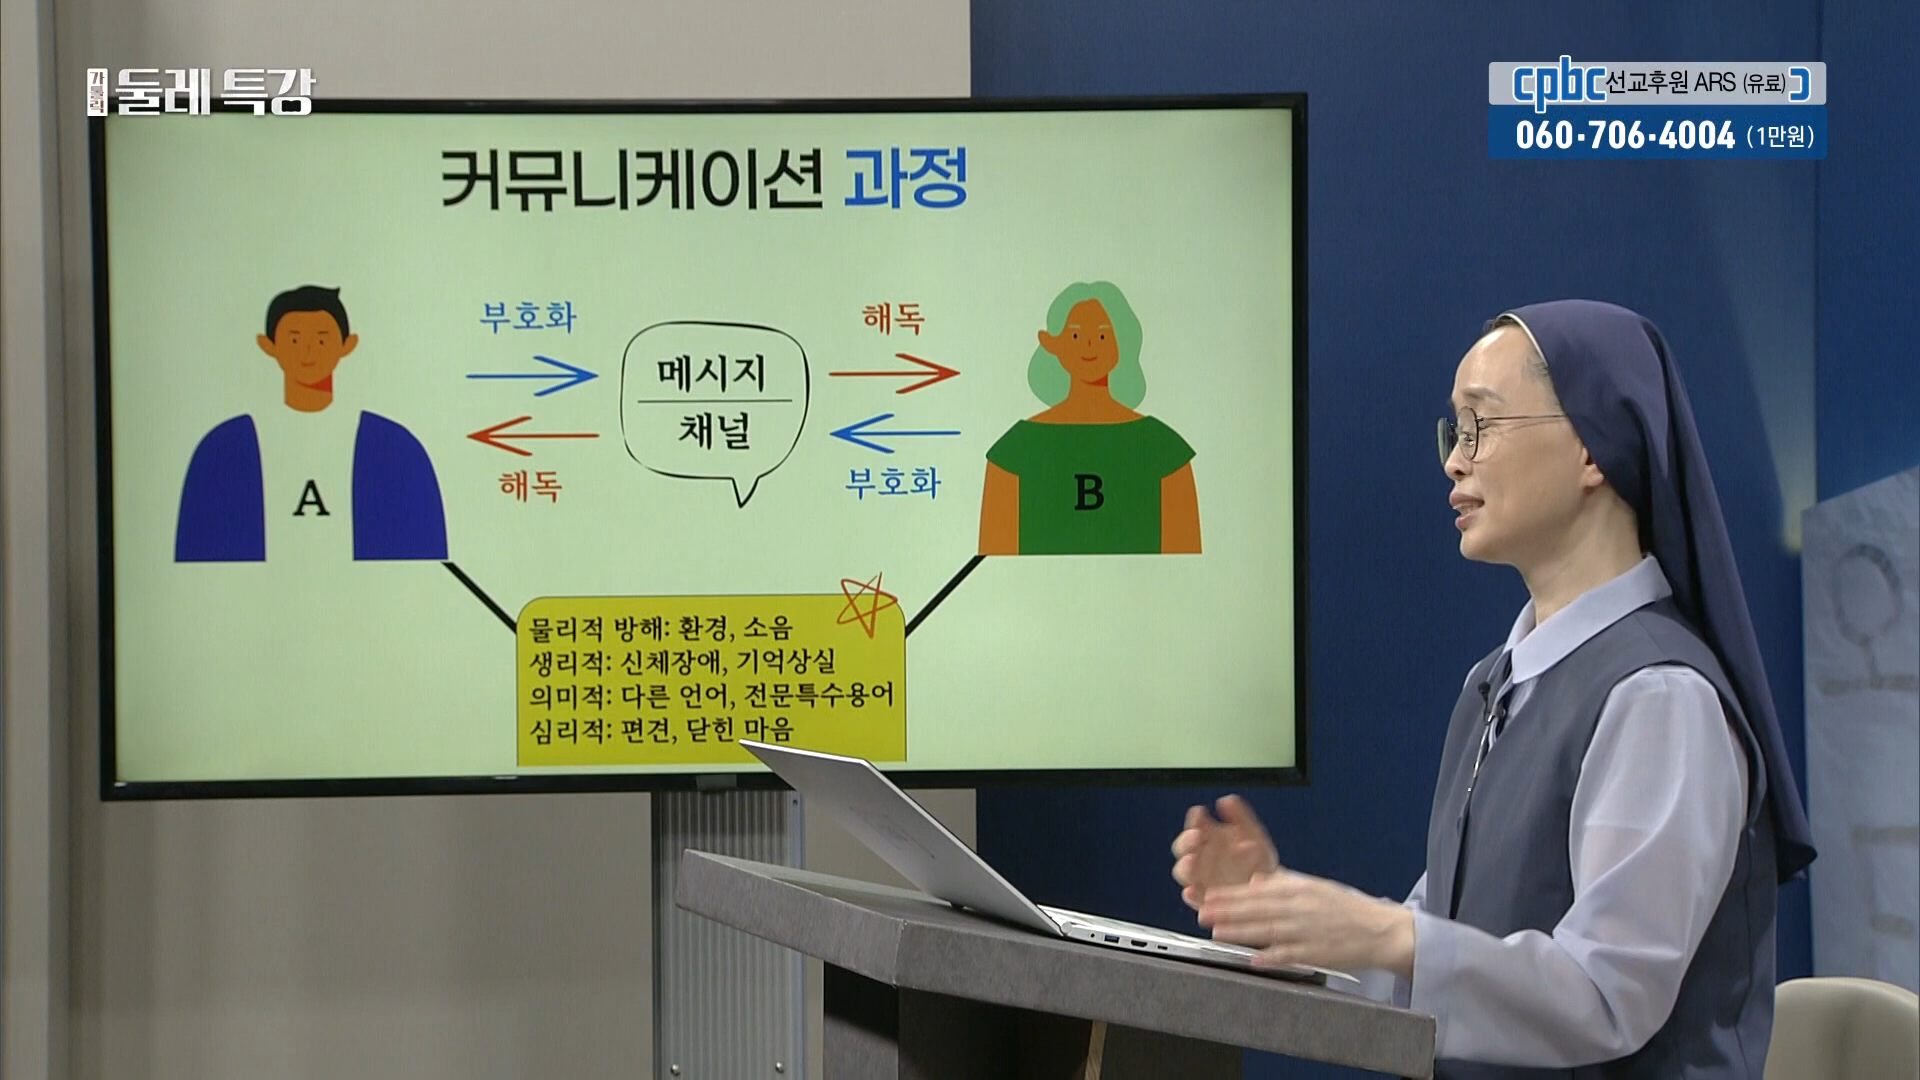 가톨릭 둘레 특강
cpbc 선교후원 ARS (유료)
060·706·4004 (1만원)
커뮤니케이션 과정
부호화
해독
메시지
채널
해독
부호화
A
B
물리적 방해: 환경, 소음
생리적: 신체장애, 기억상실
의미적: 다른 언어, 전문특수용어
심리적: 편견, 닫힌 마음